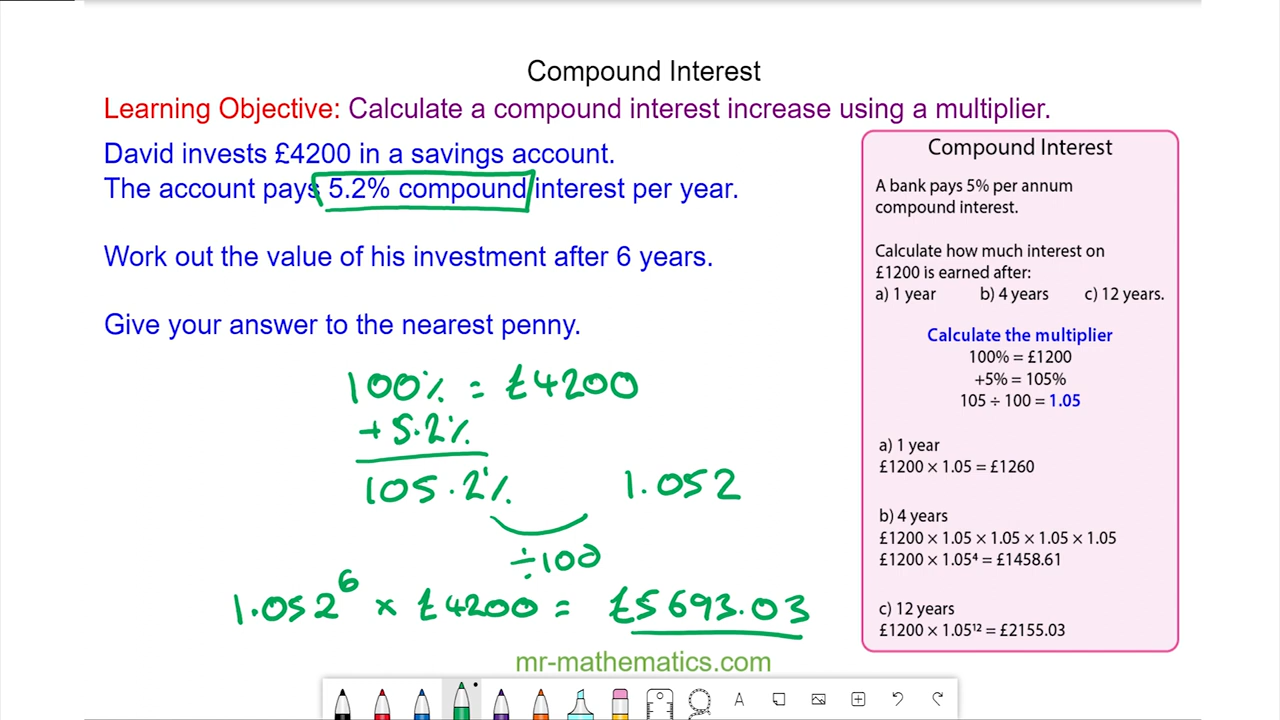 Compound Interest
Learning Objective: Calculate a compound interest increase using a multiplier.
David invests £4200 in a savings account.
The account pays 5.2% compound interest per year.
Work out the value of his investment after 6 years.
Give your answer to the nearest penny.
100% = £4200
+5.2%
105.2% 1.052
÷100
1.052⁶ × £4200 = £5693.03
Compound Interest
A bank pays 5% per annum
compound interest.
Calculate how much interest on
£1200 is earned after:
a) 1 year b) 4 years c) 12 years.
Calculate the multiplier
100% = £1200
+5% = 105%
105 ÷ 100 = 1.05
a) 1 year
£1200 × 1.05 = £1260
b) 4 years
£1200 × 1.05 × 1.05 × 1.05 × 1.05
£1200 × 1.05⁴ = £1458.61
c) 12 years
£1200 × 1.05¹² = £2155.03
mr-mathematics.com
A